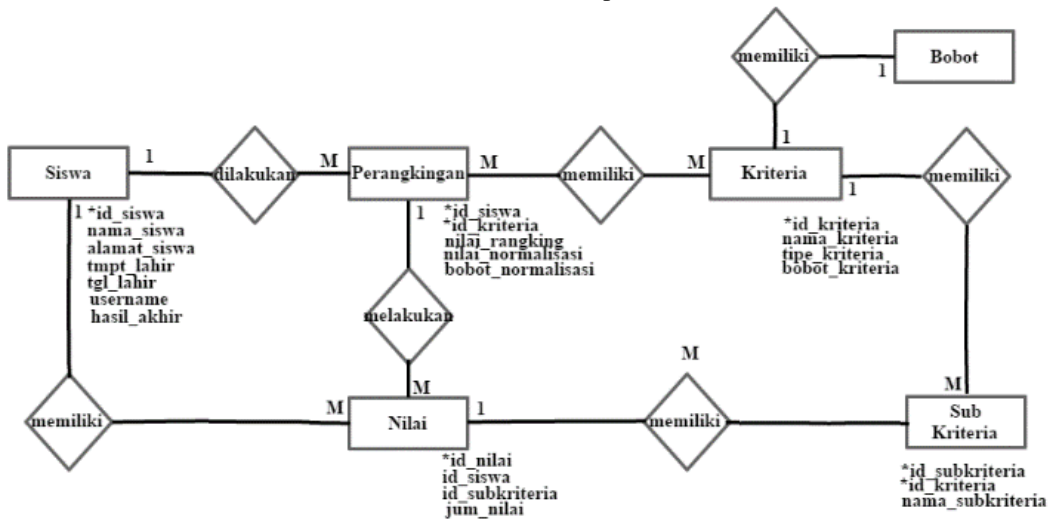 memiliki
Bobot
1
1
Siswa
1
dilakukan
M
Perangkingan
M
memiliki
M
Kriteria
1
memiliki
1
*id_siswa
nama_siswa
alamat_siswa
tmpt_lahir
tgl_lahir
username
hasil_akhir
1
*id_siswa
*id_kriteria
nilai_rangking
nilai_normalisasi
bobot_normalisasi
*id_kriteria
nama_kriteria
tipe_kriteria
bobot_kriteria
melakukan
M
M
M
memiliki
M
Nilai
1
memiliki
Sub
Kriteria
*id_nilai
id_siswa
id_subkriteria
jum_nilai
*id_subkriteria
*id_kriteria
nama_subkriteria